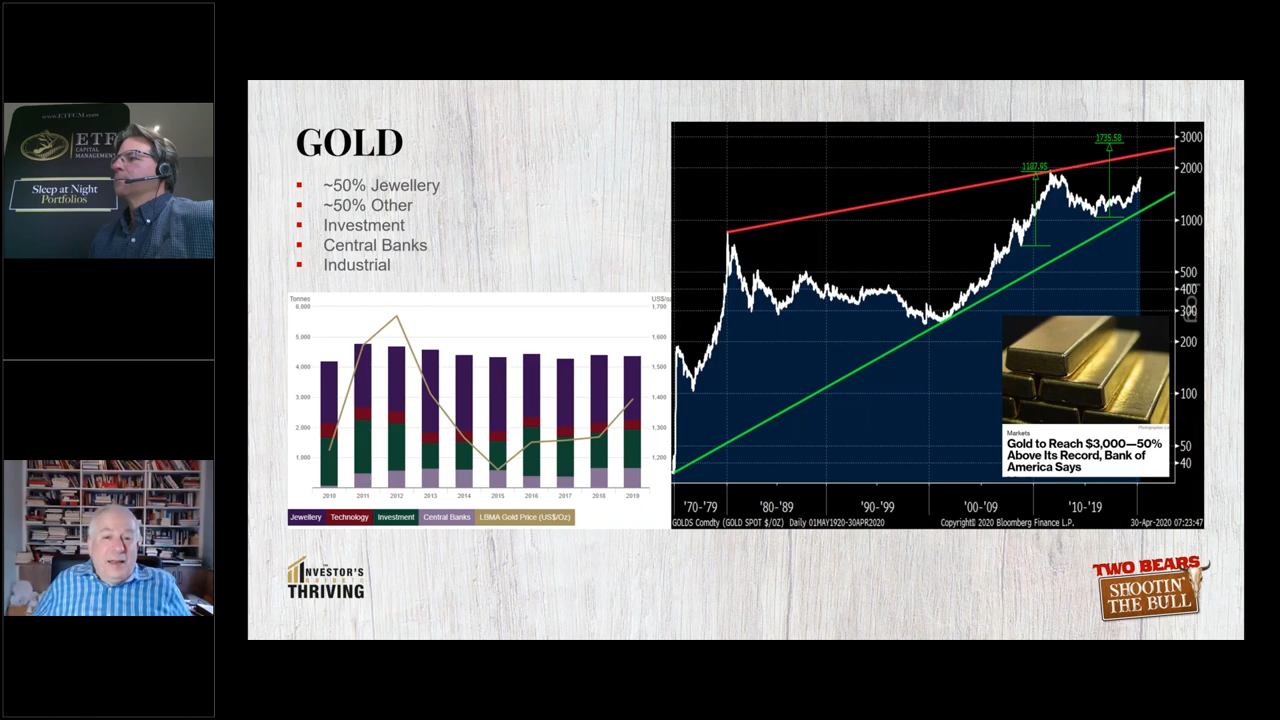 www.ETFCM.com
ETF
CAPITAL
MANAGEMENT
Sleep at Night
Portfolios
GOLD
~50% Jewellery
~50% Other
Investment
Central Banks
Industrial
Tonnes
6,000
5,000
4,000
3,000
2,000
1,000
1,700
1,600
1,500
1,400
1,300
1,200
2010 2011 2012 2013 2014 2015 2016 2017 2018 2019
Jewellery Technology Investment Central Banks LBMA Gold Price (US$/Oz)
1187.95
1735.58
3000
2000
1000
500
400
300
200
100
50
40
Markets
Gold to Reach $3,000—50%
Above Its Record, Bank of
America Says
'70-'79 '80-'89 '90-'99 '00-'09 '10-'19
GOLDS Comdty (GOLD SPOT $/OZ) Daily 01MAY1920-30APR2020 Copyright© 2020 Bloomberg Finance L.P. 30-Apr-2020 07:23:47
THE
INVESTOR'S
THRIVING
TWO BEARS
SHOOTIN'
THE BULL